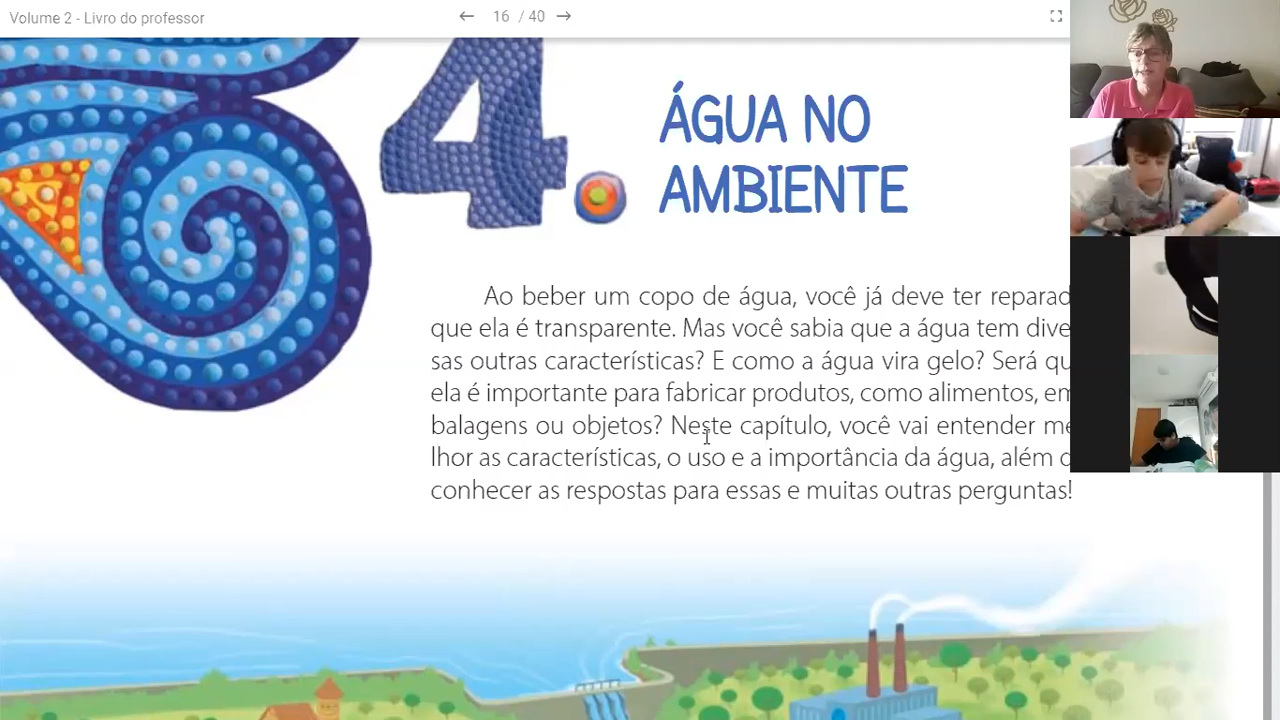 Volume 2 - Livro do professor
16 / 40
4.
ÁGUA NO
AMBIENTE
Ao beber um copo de água, você já deve ter reparad
que ela é transparente. Mas você sabia que a água tem dive
sas outras características? E como a água vira gelo? Será qu
ela é importante para fabricar produtos, como alimentos, em
balagens ou objetos? Neste capítulo, você vai entender me
lhor as características, o uso e a importância da água, além d
conhecer as respostas para essas e muitas outras perguntas!